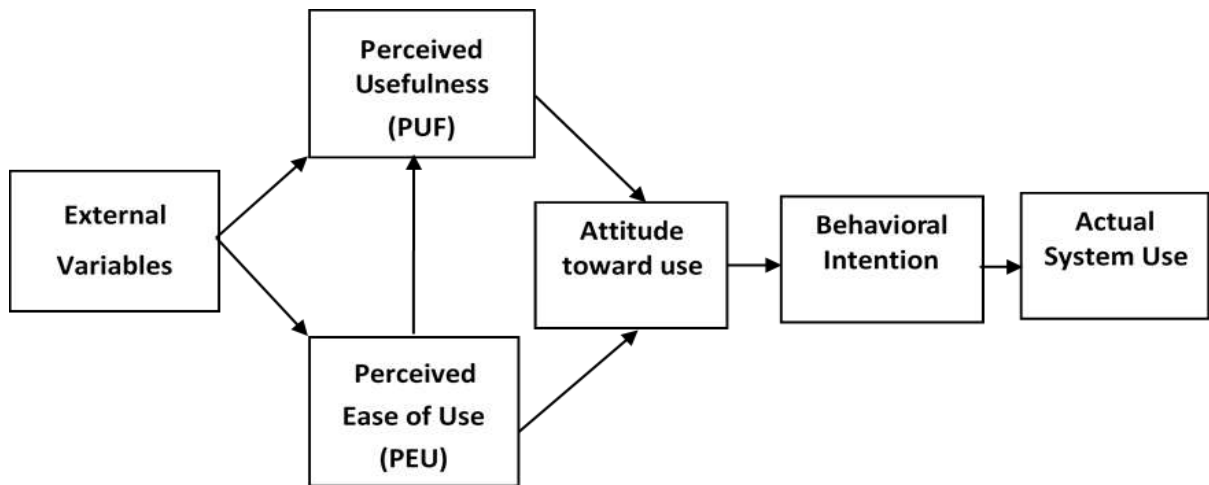 Perceived
Usefulness
(PUF)
External
Variables
Attitude
toward use
Behavioral
Intention
Actual
System Use
Perceived
Ease of Use
(PEU)